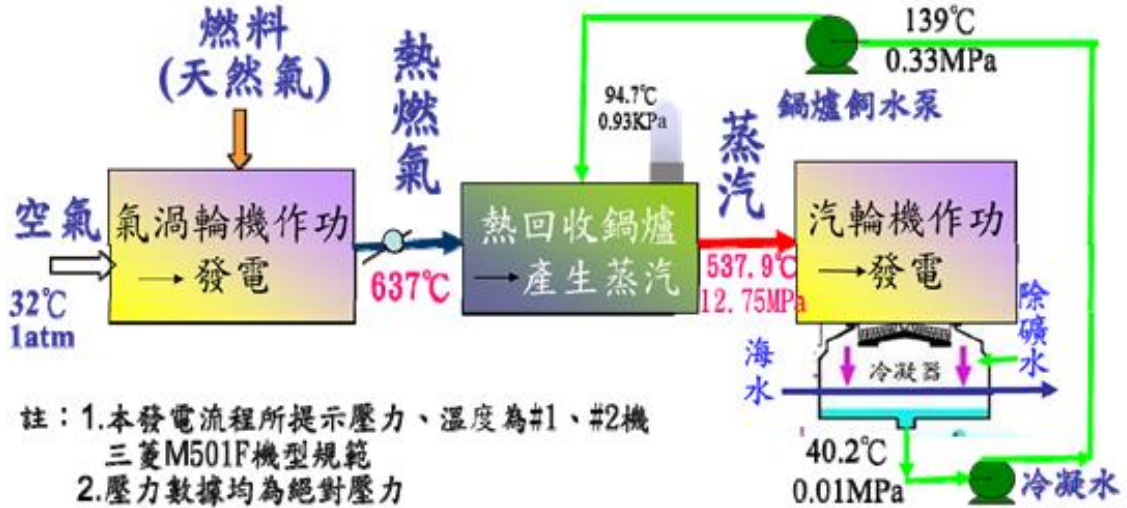 燃料
(天然氣)
熱燃氣
139℃
0.33MPa
鍋爐飼水泵
94.7℃
0.93KPa
蒸汽
空氣
32℃
1atm
氣渦輪機作功
→ 發電
637℃
熱回收鍋爐
→ 產生蒸汽
537.9℃
12.75MPa
汽輪機作功
→ 發電
海水
冷凝器
除礦水
40.2℃
0.01MPa
冷凝水
註：1.本發電流程所提示壓力、溫度為#1、#2機
三菱M501F機型規範
2.壓力數據均為絕對壓力